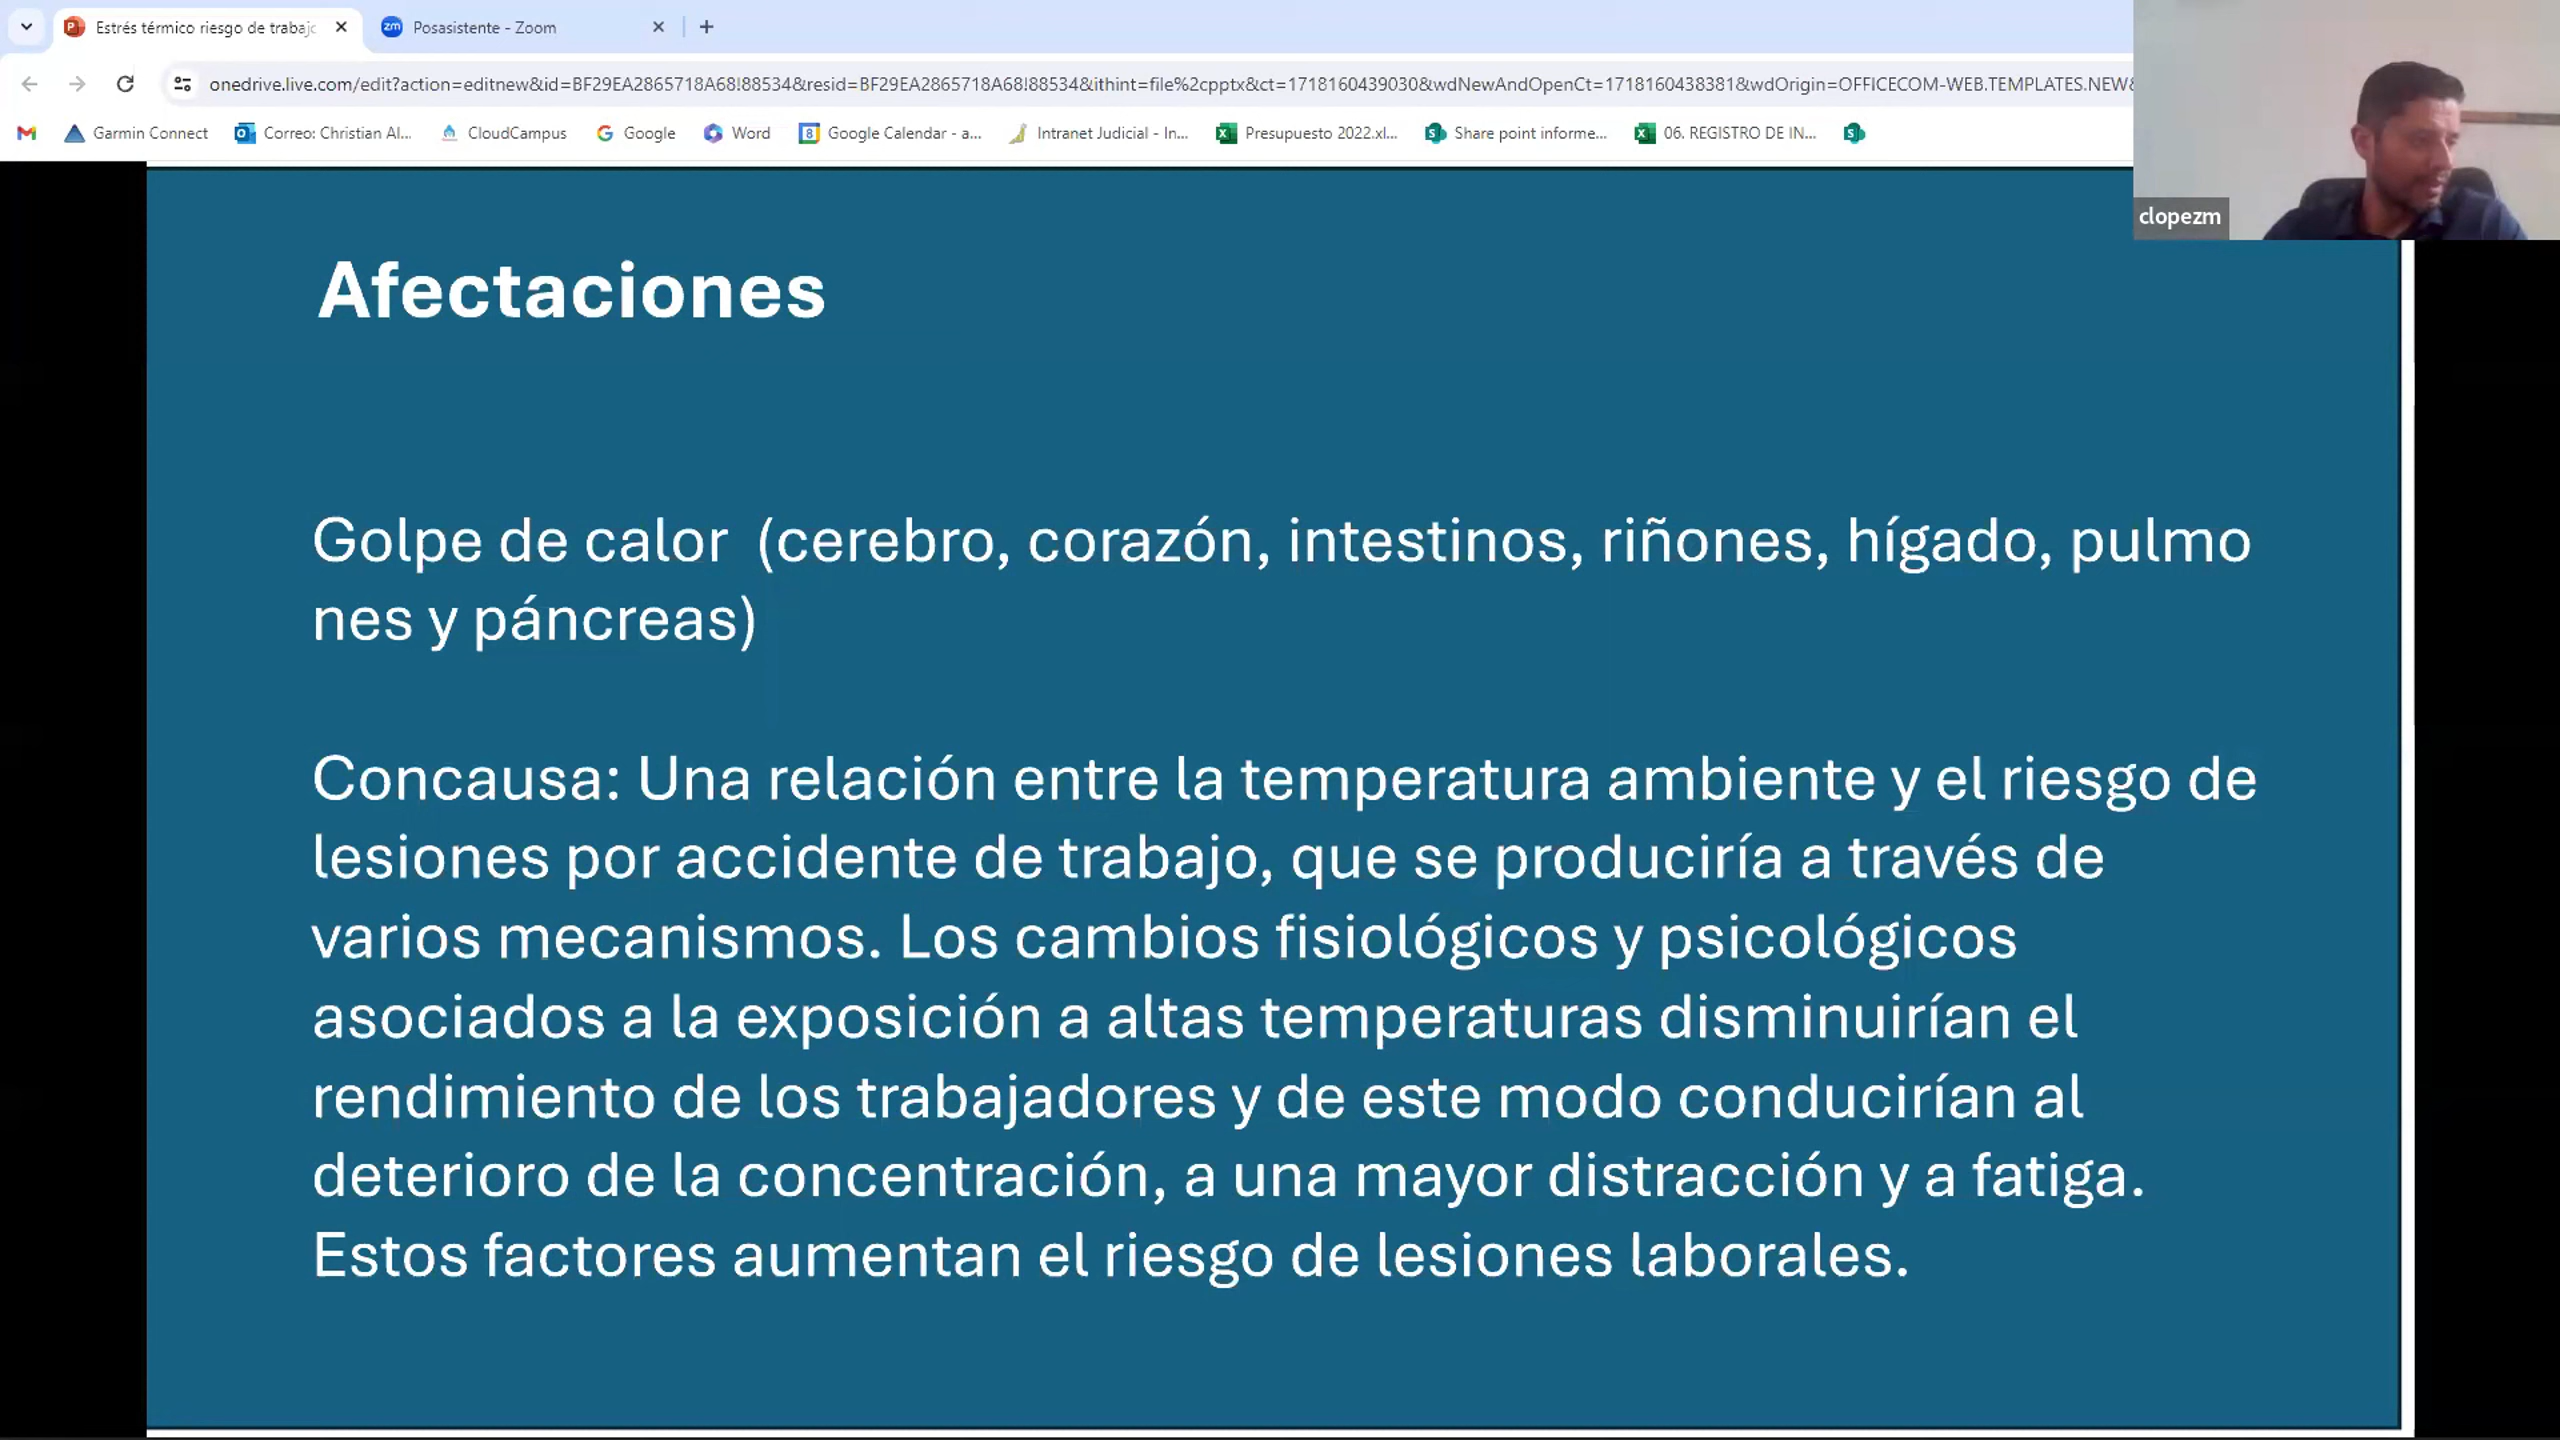 Estrés térmico riesgo de trabajo
Posasistente - Zoom
onedrive.live.com/edit?action=editnew&id=BF29EA2865718A68!88534&resid=BF29EA2865718A68!88534&ithint=file%2cpptx&ct=1718160439030&wdNewAndOpenCt=1718160438381&wdOrigin=OFFICECOM-WEB.TEMPLATES.NEW&
Garmin Connect
Correo: Christian Al...
CloudCampus
Google
Word
Google Calendar - a...
Intranet Judicial - In...
Presupuesto 2022.xl...
Share point informe...
06. REGISTRO DE IN...
clopezm
Afectaciones
Golpe de calor (cerebro, corazón, intestinos, riñones, hígado, pulmo
nes y páncreas)
Concausa: Una relación entre la temperatura ambiente y el riesgo de
lesiones por accidente de trabajo, que se produciría a través de
varios mecanismos. Los cambios fisiológicos y psicológicos
asociados a la exposición a altas temperaturas disminuirían el
rendimiento de los trabajadores y de este modo conducirían al
deterioro de la concentración, a una mayor distracción y a fatiga.
Estos factores aumentan el riesgo de lesiones laborales.